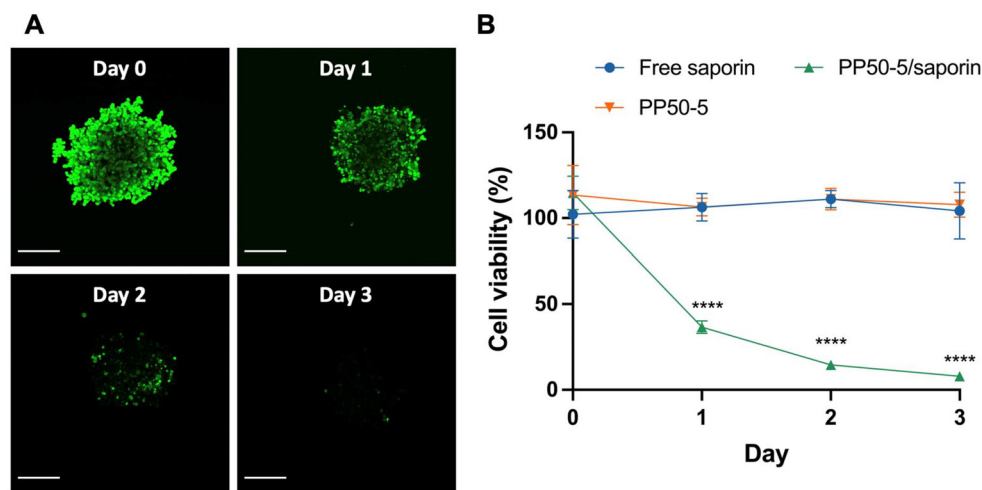 A
Day 0
Day 1
Day 2
Day 3
B
Free saporin
PP50-5/saporin
PP50-5
Cell viability (%)
150
100
50
0
****
****
****
0 1 2 3
Day